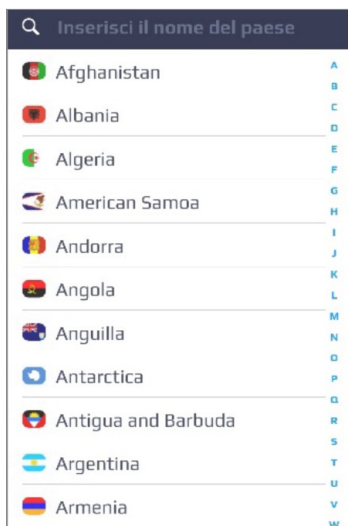 Inserisci il nome del paese
Afghanistan
Albania
Algeria
American Samoa
Andorra
Angola
Anguilla
Antarctica
Antigua and Barbuda
Argentina
Armenia
A
B
C
D
E
F
G
H
I
J
K
L
M
N
O
P
Q
R
S
T
U
V
W